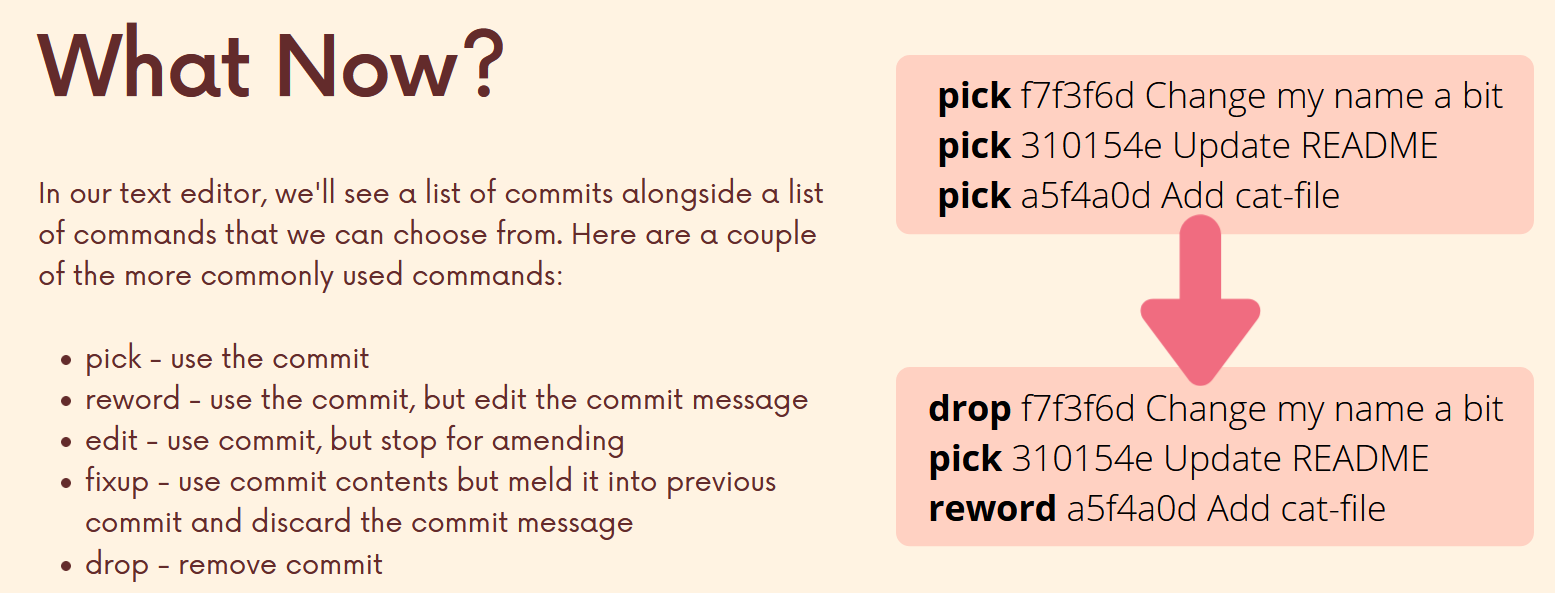 What Now?
In our text editor, we'll see a list of commits alongside a list
of commands that we can choose from. Here are a couple
of the more commonly used commands:
• pick - use the commit
• reword - use the commit, but edit the commit message
• edit - use commit, but stop for amending
• fixup - use commit contents but meld it into previous
commit and discard the commit message
• drop - remove commit
pick f7f3f6d Change my name a bit
pick 310154e Update README
pick a5f4a0d Add cat-file
drop f7f3f6d Change my name a bit
pick 310154e Update README
reword a5f4a0d Add cat-file